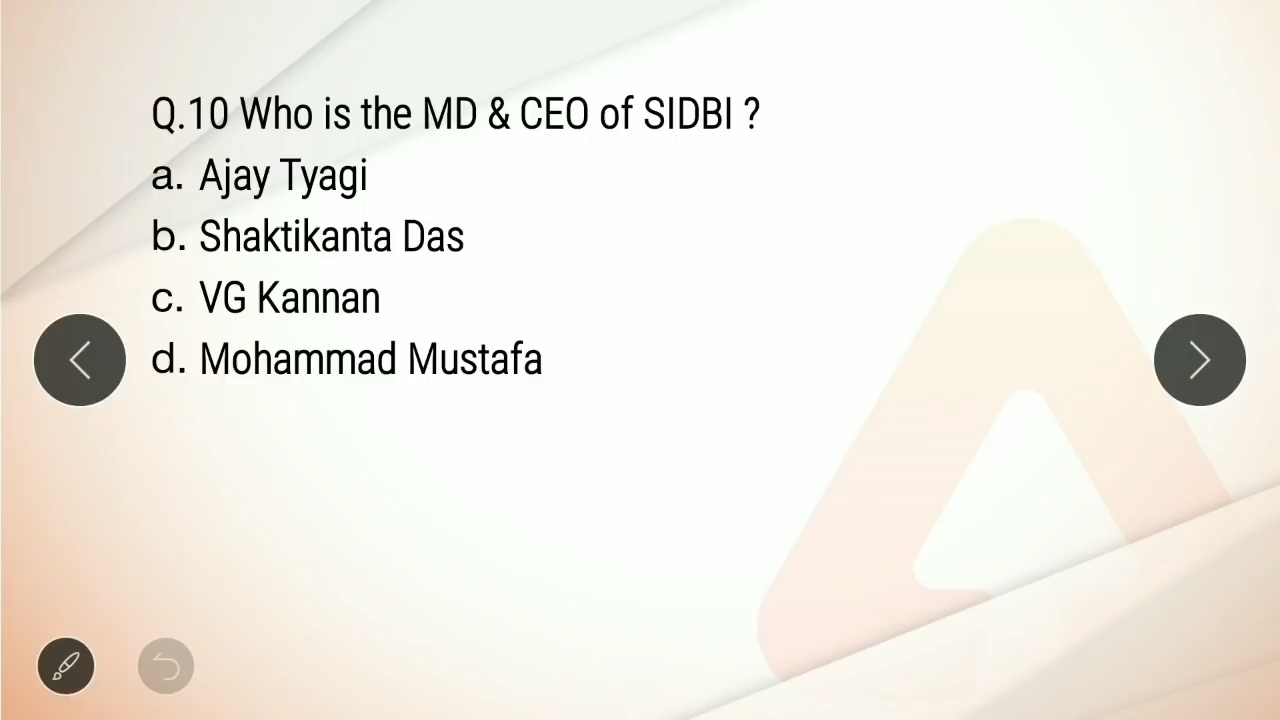 Q.10 Who is the MD & CEO of SIDBI ?
a. Ajay Tyagi
b. Shaktikanta Das
c. VG Kannan
d. Mohammad Mustafa